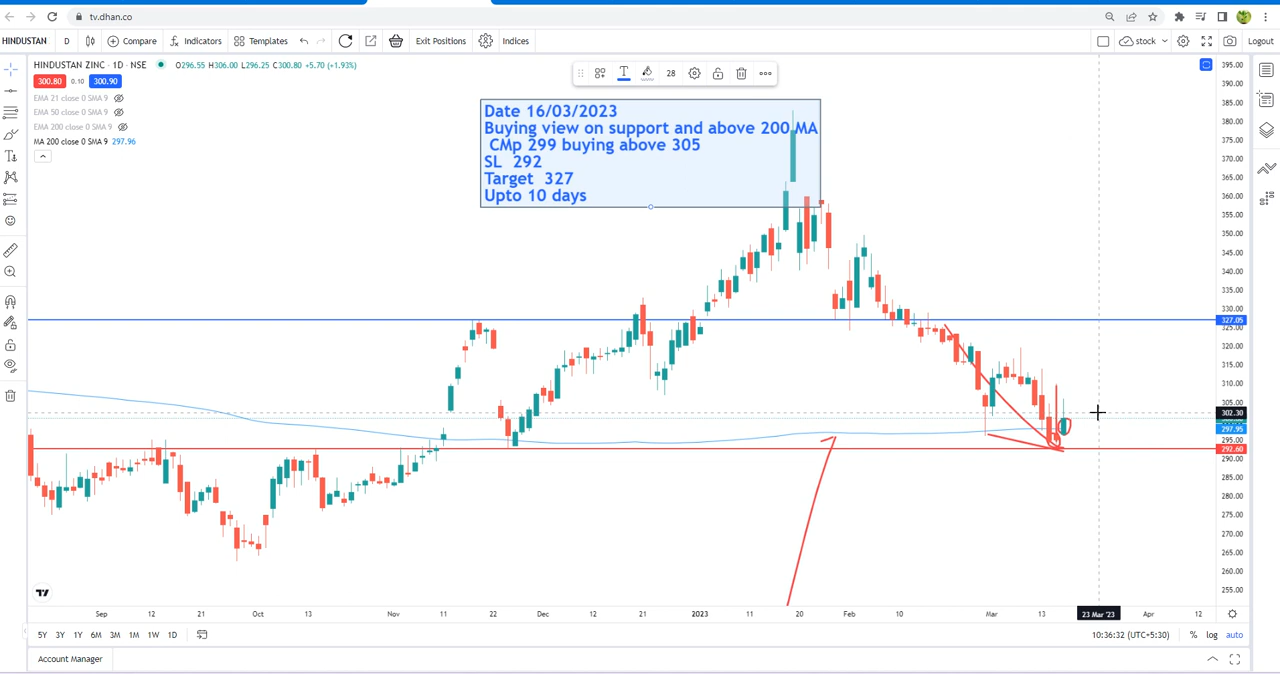 tv.dhan.co
HINDUSTAN D Compare Indicators Templates Exit Positions Indices stock Logout
HINDUSTAN ZINC · 1D · NSE O296.55 H306.00 L296.25 C300.80 +5.70 (+1.93%)
300.80 0.10 300.90
EMA 21 close 0 SMA 9
EMA 50 close 0 SMA 9
EMA 200 close 0 SMA 9
MA 200 close 0 SMA 9 297.96
28
Date 16/03/2023
Buying view on support and above 200 MA
CMp 299 buying above 305
SL 292
Target 327
Upto 10 days
395.00
390.00
385.00
380.00
375.00
370.00
365.00
360.00
355.00
350.00
345.00
340.00
335.00
330.00
327.05
325.00
320.00
315.00
310.00
305.00
302.30
297.95
295.00
292.60
290.00
285.00
280.00
275.00
270.00
265.00
260.00
255.00
Sep 12 21 Oct 13 Nov 11 22 Dec 12 21 2023 11 20 Feb 10 Mar 13 23 Mar '23 Apr 12
5Y 3Y 1Y 6M 3M 1M 1W 1D 10:36:32 (UTC+5:30) % log auto
Account Manager